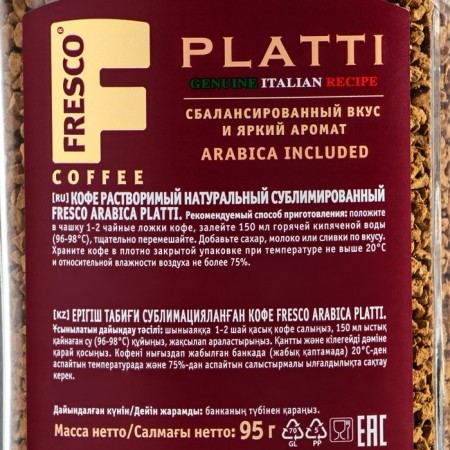 FRESCO®
F
COFFEE
PLATTI
GENUINE ITALIAN RECIPE
СБАЛАНСИРОВАННЫЙ ВКУС
И ЯРКИЙ АРОМАТ
ARABICA INCLUDED
[RU] КОФЕ РАСТВОРИМЫЙ НАТУРАЛЬНЫЙ СУБЛИМИРОВАННЫЙ
FRESCO ARABICA PLATTI. Рекомендуемый способ приготовления: положите
в чашку 1-2 чайные ложки кофе, залейте 150 мл горячей кипяченой воды
(96-98°C), тщательно перемешайте. Добавьте сахар, молоко или сливки по вкусу.
Храните кофе в плотно закрытой упаковке при температуре не выше 20°C
и относительной влажности воздуха не более 75%.
[KZ] ЕРІГІШ ТАБИҒИ СУБЛИМАЦИЯЛАНҒАН КОФЕ FRESCO ARABICA PLATTI.
Ұсынылатын дайындау тәсілі: шыныаяққа 1-2 шай қасық кофе салыңыз, 150 мл ыстық
қайнаған су (96-98°C) құйыңыз, жақсылап араластырыңыз. Қантты және кілегейді дәміне
қарай қосыңыз. Кофені нығыздап жабылған банкада (жабық қаптамада) 20°C-ден
аспайтын температурада және 75%-дан аспайтын салыстырмалы ылғалдылықта сақтау
керек.
Дайындалған күнін/Дейін жарамды: банканың түбінен қараңыз.
Масса нетто/Салмағы нетто: 95 г
70
GL
5
PP
EAC